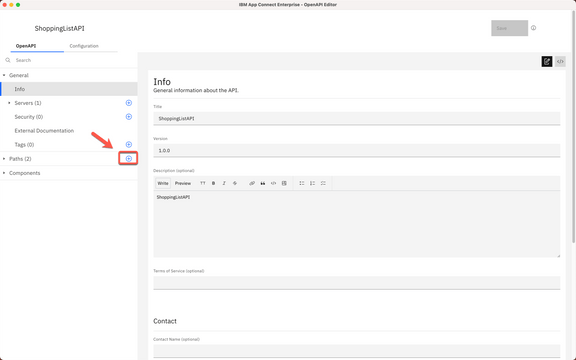 IBM App Connect Enterprise - OpenAPI Editor
ShoppingListAPI
Save
OpenAPI
Configuration
Search
General
Info
Servers (1)
Security (0)
External Documentation
Tags (0)
Paths (2)
Components
Info
General information about the API.
Title
ShoppingListAPI
Version
1.0.0
Description (optional)
Write Preview
ShoppingListAPI
Terms of Service (optional)
Contact
Contact Name (optional)